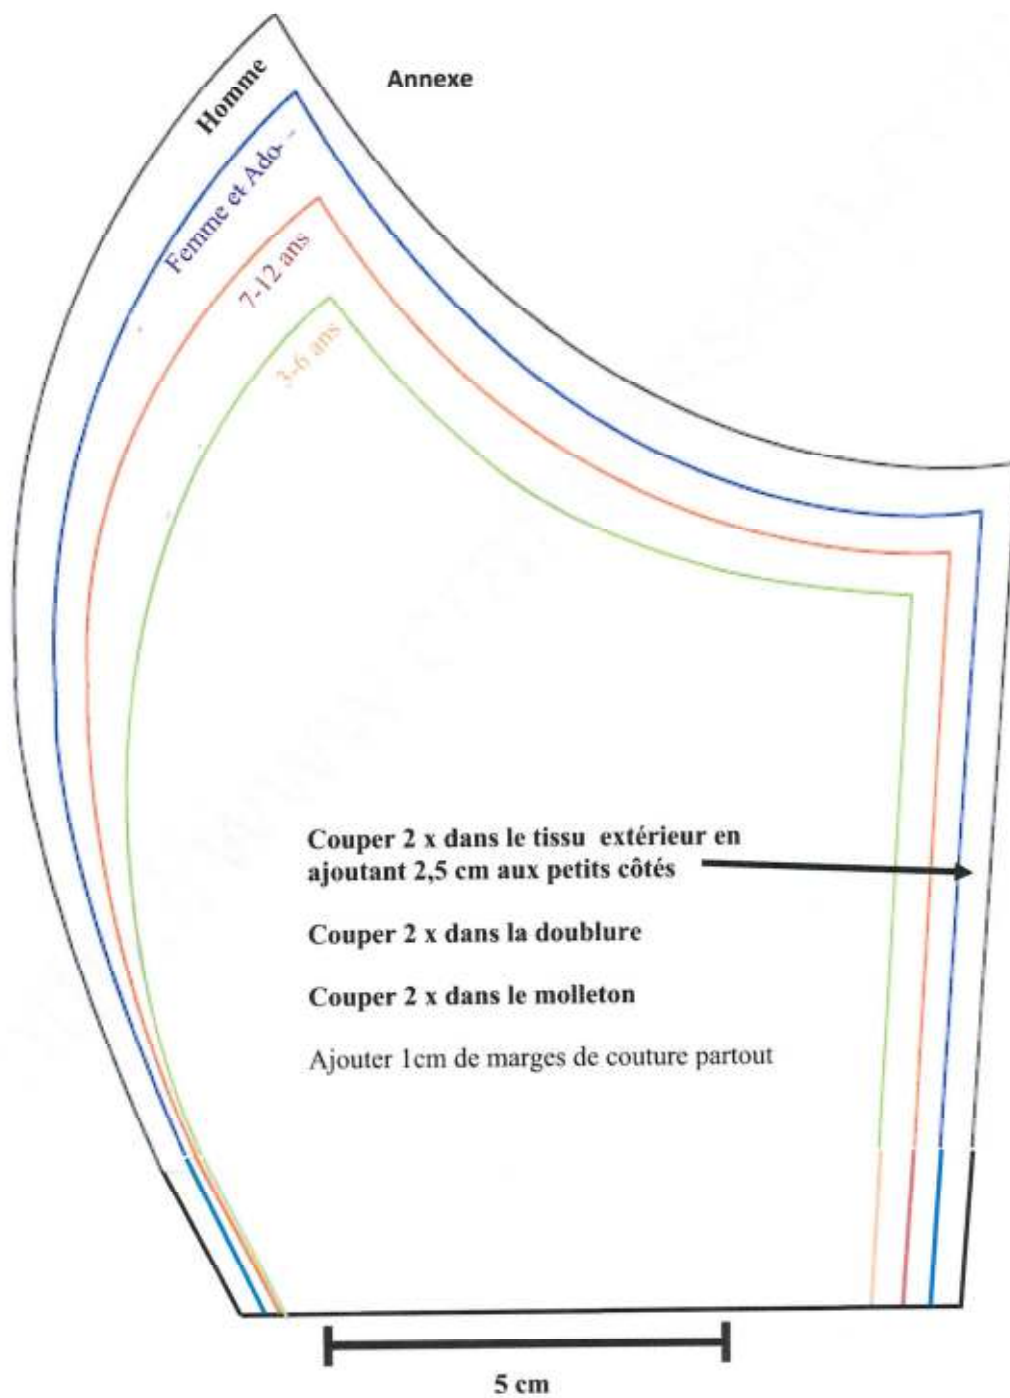 Annexe
Homme
Femme et Ado
7-12 ans
3-6 ans
Couper 2 x dans le tissu extérieur en
ajoutant 2,5 cm aux petits côtés
Couper 2 x dans la doublure
Couper 2 x dans le molleton
Ajouter 1cm de marges de couture partout
5 cm